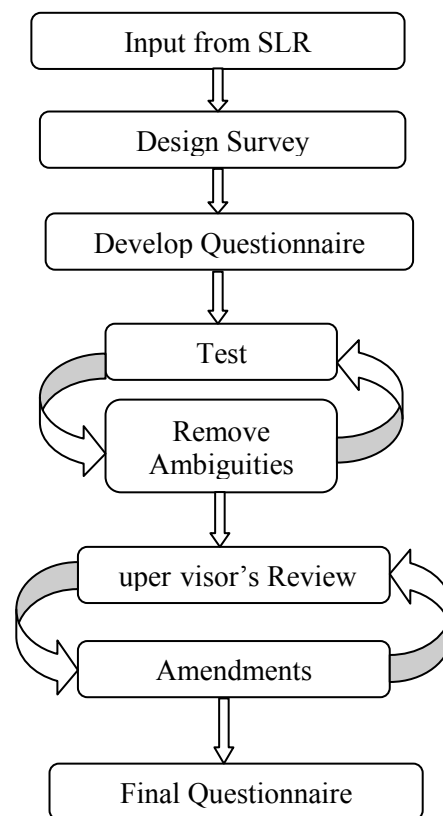 Input from SLR
Design Survey
Develop Questionnaire
Test
Remove
Ambiguities
uper visor's Review
Amendments
Final Questionnaire